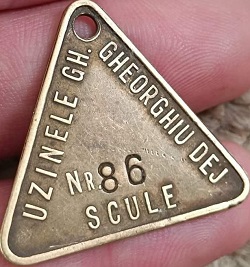 UZINELE GH.
GHEORGHIU DEJ
NR. 86
SCULE